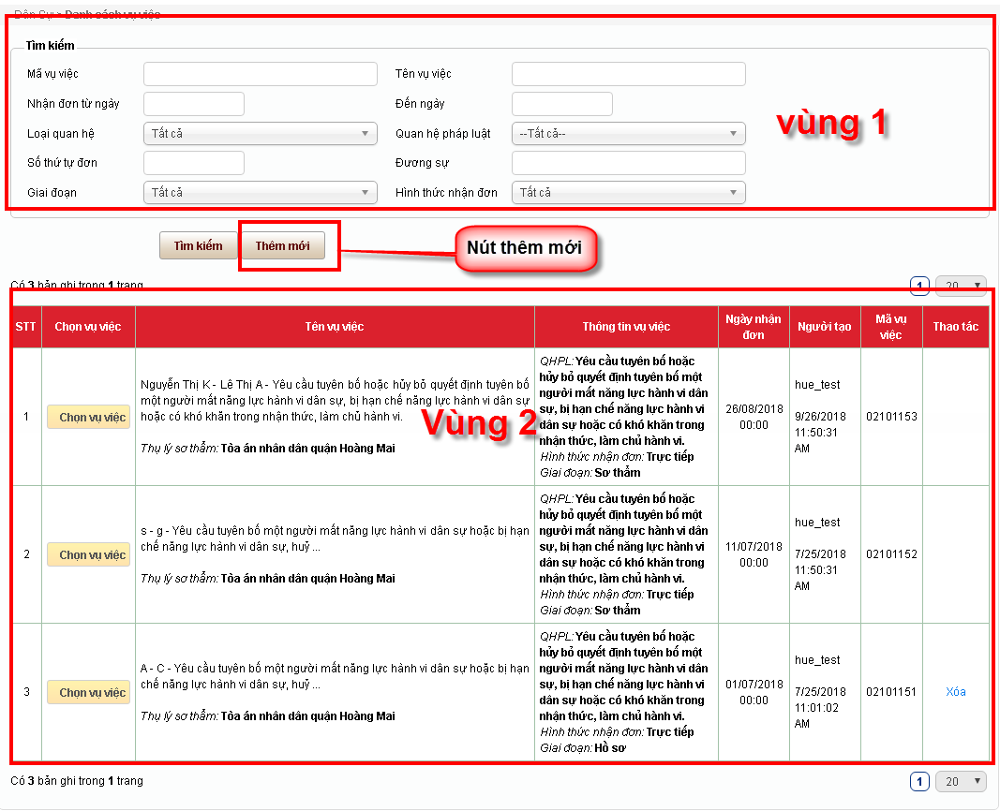 Dân Sự > Danh sách vụ việc
Tìm kiếm
Mã vụ việc Tên vụ việc
Nhận đơn từ ngày Đến ngày
vùng 1
Loại quan hệ Tất cả Quan hệ pháp luật --Tất cả--
Số thứ tự đơn Đương sự
Giai đoạn Tất cả Hình thức nhận đơn Tất cả
Tìm kiếm Thêm mới Nút thêm mới
Có 3 bản ghi trong 1 trang 1 20
STT Chọn vụ việc Tên vụ việc Thông tin vụ việc Ngày nhận đơn Người tạo Mã vụ việc Thao tác
1 Chọn vụ việc
Nguyễn Thị K - Lê Thị A - Yêu cầu tuyên bố hoặc hủy bỏ quyết định tuyên bố
một người mất năng lực hành vi dân sự, bị hạn chế năng lực hành vi dân sự
hoặc có khó khăn trong nhận thức, làm chủ hành vi.
Vùng 2
Thụ lý sơ thẩm: Tòa án nhân dân quận Hoàng Mai
QHPL: Yêu cầu tuyên bố hoặc
hủy bỏ quyết định tuyên bố một
người mất năng lực hành vi dân
sự, bị hạn chế năng lực hành vi
dân sự hoặc có khó khăn trong
nhận thức, làm chủ hành vi.
Hình thức nhận đơn: Trực tiếp
Giai đoạn: Sơ thẩm
26/08/2018
00:00
hue_test
9/26/2018
11:50:31
AM
02101153
2 Chọn vụ việc
s - g - Yêu cầu tuyên bố một người mất năng lực hành vi dân sự hoặc bị hạn
chế năng lực hành vi dân sự, huỷ ...
Thụ lý sơ thẩm: Tòa án nhân dân quận Hoàng Mai
QHPL: Yêu cầu tuyên bố hoặc
hủy bỏ quyết định tuyên bố một
người mất năng lực hành vi dân
sự, bị hạn chế năng lực hành vi
dân sự hoặc có khó khăn trong
nhận thức, làm chủ hành vi.
Hình thức nhận đơn: Trực tiếp
Giai đoạn: Sơ thẩm
11/07/2018
00:00
hue_test
7/25/2018
11:50:31
AM
02101152
3 Chọn vụ việc
A - C - Yêu cầu tuyên bố một người mất năng lực hành vi dân sự hoặc bị hạn
chế năng lực hành vi dân sự, huỷ ...
Thụ lý sơ thẩm: Tòa án nhân dân quận Hoàng Mai
QHPL: Yêu cầu tuyên bố hoặc
hủy bỏ quyết định tuyên bố một
người mất năng lực hành vi dân
sự, bị hạn chế năng lực hành vi
dân sự hoặc có khó khăn trong
nhận thức, làm chủ hành vi.
Hình thức nhận đơn: Trực tiếp
Giai đoạn: Hồ sơ
01/07/2018
00:00
hue_test
7/25/2018
11:01:02
AM
02101151
Xóa
Có 3 bản ghi trong 1 trang 1 20